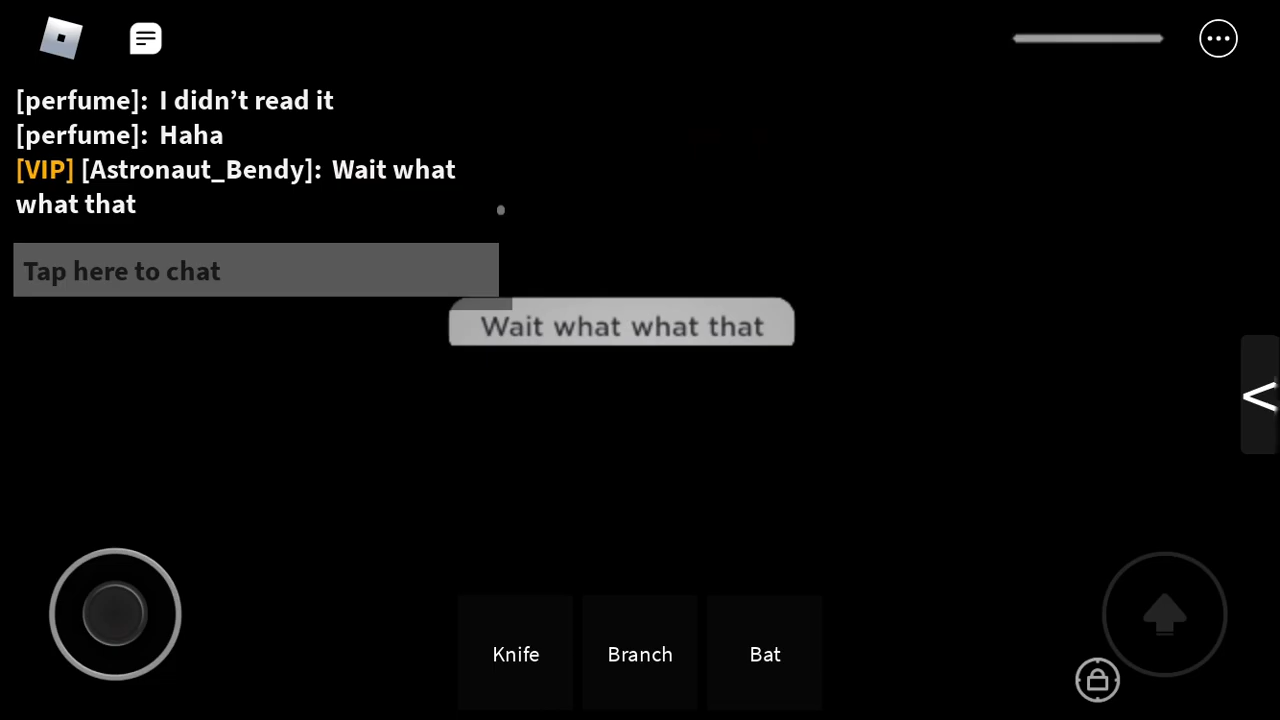 [perfume]: I didn’t read it
[perfume]: Haha
[VIP] [Astronaut_Bendy]: Wait what
what that
Tap here to chat
Wait what what that
<
Knife
Branch
Bat